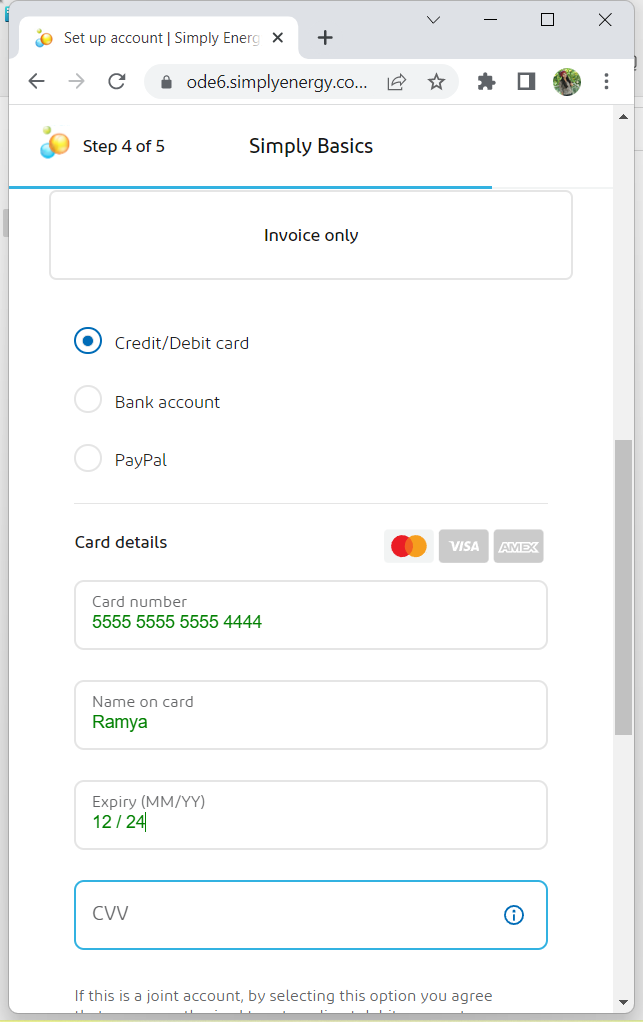 Set up account | Simply Energ
ode6.simplyenergy.co...
Step 4 of 5
Simply Basics
Invoice only
Credit/Debit card
Bank account
PayPal
Card details
VISA
AMEX
Card number
5555 5555 5555 4444
Name on card
Ramya
Expiry (MM/YY)
12 / 24
CVV
If this is a joint account, by selecting this option you agree